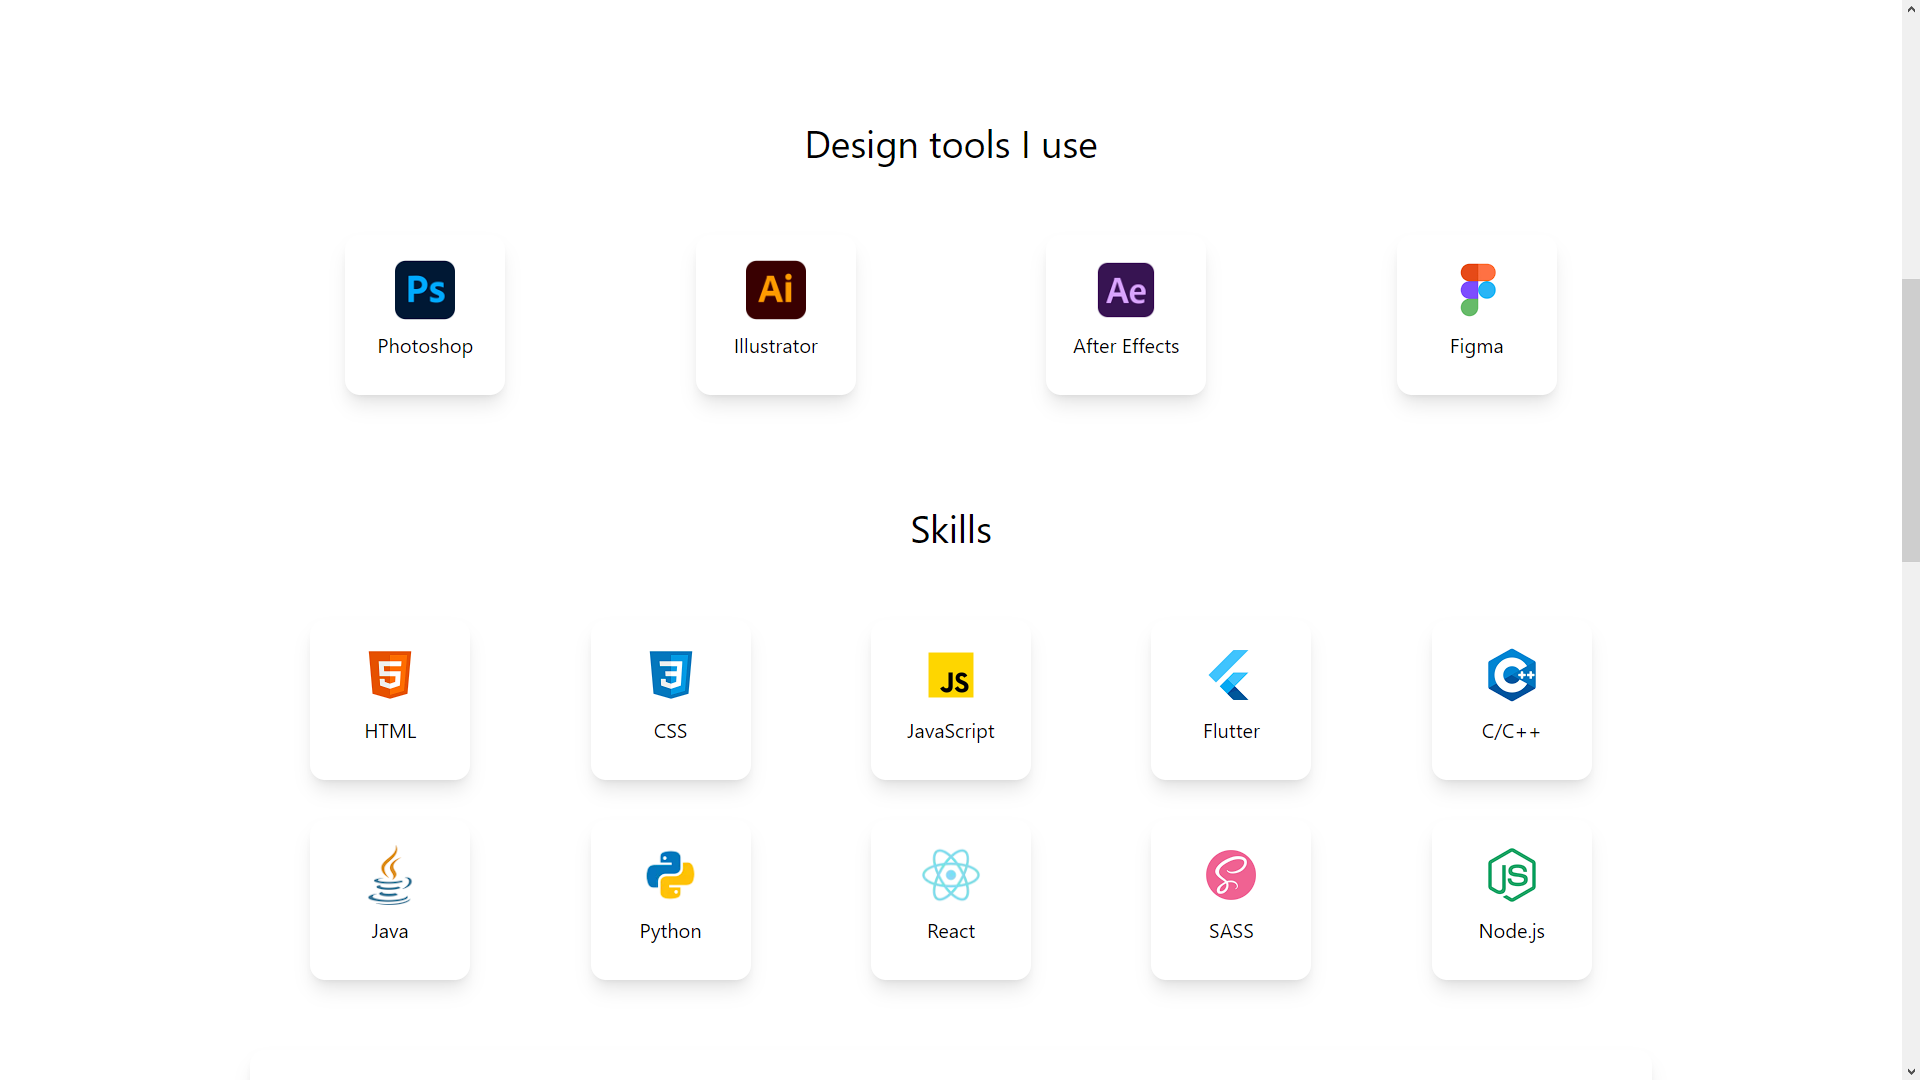 Design tools I use
Ps
Ai
Ae
Photoshop
Illustrator
After Effects
Figma
Skills
5
3
JS
C++
HTML
CSS
JavaScript
Flutter
C/C++
JS
Java
Python
React
SASS
Node.js